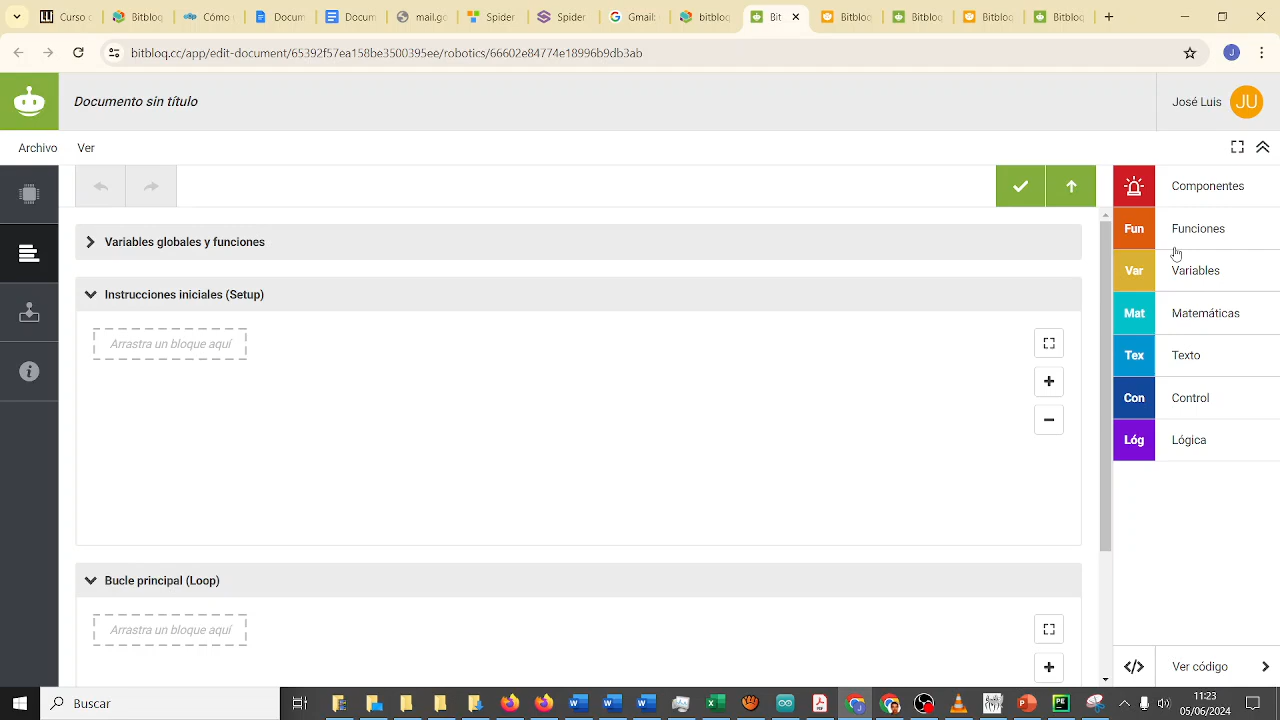 Curso
Cómo
Docum
Docum
mail.gc
Spider
Spider
Gmail
Bitbloq
Bit
Bitbloq
Bitbloq
Bitbloq
Bitbloq
bitbloq.cc/app/edit-document/65392f57ea158be3500395ee/robotics/66602e84774e18996b9db3ab
J
Documento sin título
José Luis
JU
Archivo
Ver
Componentes
Variables globales y funciones
Fun
Funciones
Var
Variables
Instrucciones iniciales (Setup)
Mat
Matemáticas
Arrastra un bloque aquí
Tex
Texto
Con
Control
Lóg
Lógica
Bucle principal (Loop)
Arrastra un bloque aquí
Ver código
Buscar
11:23
05/06/2024